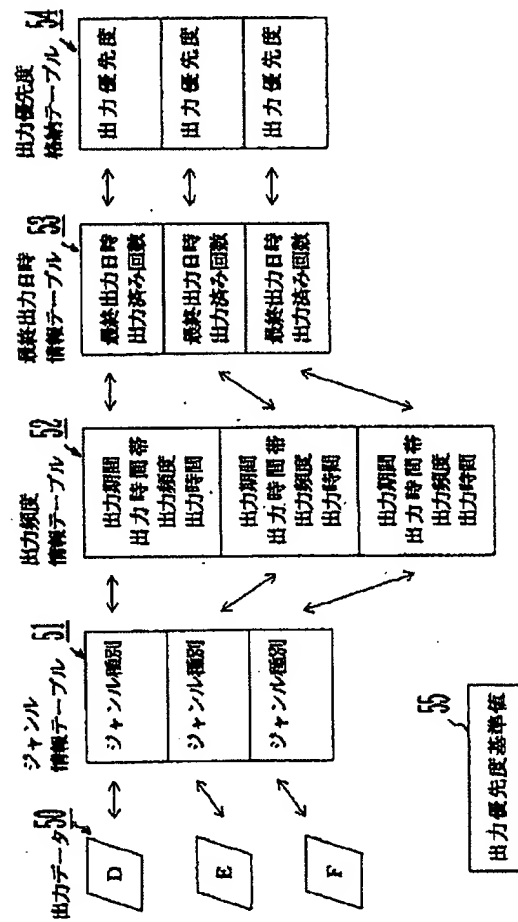 出力データ 50
D
E
F
ジャンル
情報テーブル 51
ジャンル種別
ジャンル種別
ジャンル種別
出力頻度
情報テーブル 52
出力期間
出力時間帯
出力頻度
出力時間
出力期間
出力時間帯
出力頻度
出力時間
出力期間
出力時間帯
出力頻度
出力時間
最終出力日時
情報テーブル 53
最終出力日時
出力済み回数
最終出力日時
出力済み回数
最終出力日時
出力済み回数
出力優先度
格納テーブル 54
出力優先度
出力優先度
出力優先度
55
出力優先度基準値